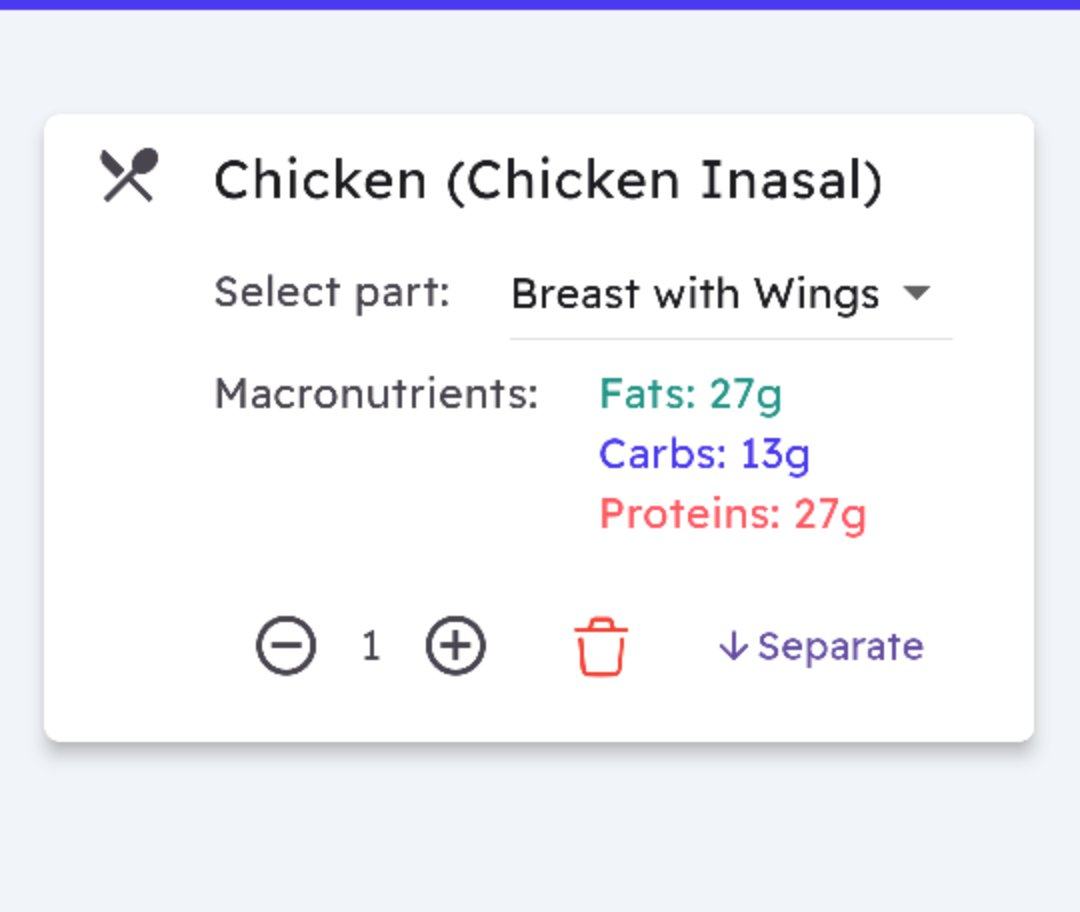 Chicken (Chicken Inasal)
Select part: Breast with Wings
Macronutrients: Fats: 27g
Carbs: 13g
Proteins: 27g
1 Separate